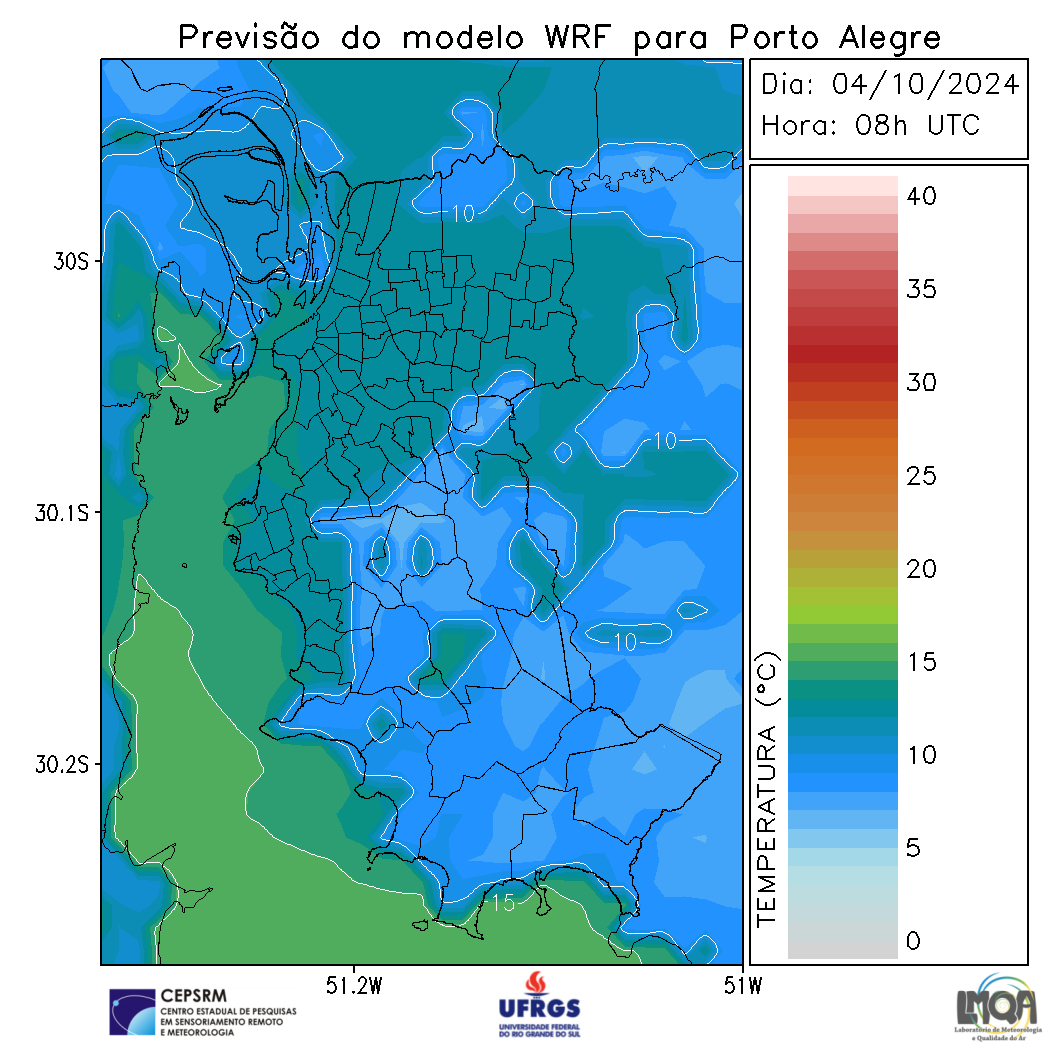 Previsão do modelo WRF para Porto Alegre
Dia: 04/10/2024
Hora: 08h UTC
30S
30.1S
30.2S
51.2W
51W
10
10
10
15
TEMPERATURA (°C)
40
35
30
25
20
15
10
5
0
CEPSRM
CENTRO ESTADUAL DE PESQUISAS
EM SENSORIAMENTO REMOTO
E METEOROLOGIA
UFRGS
UNIVERSIDADE FEDERAL
DO RIO GRANDE DO SUL
LMQA
Laboratório de Meteorologia
e Qualidade do Ar